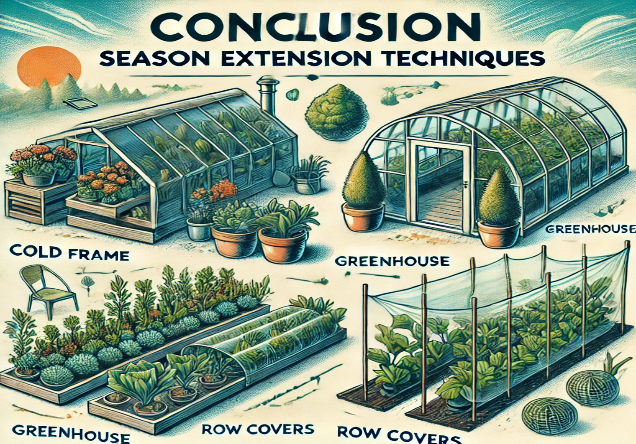 CONCLUSION
SEASON EXTENSION TECHNIQUES
COLD FRAME
GREENHOUSE
GREENHOUSE
GREENHOUSE
ROW COVERS
ROW COVERS